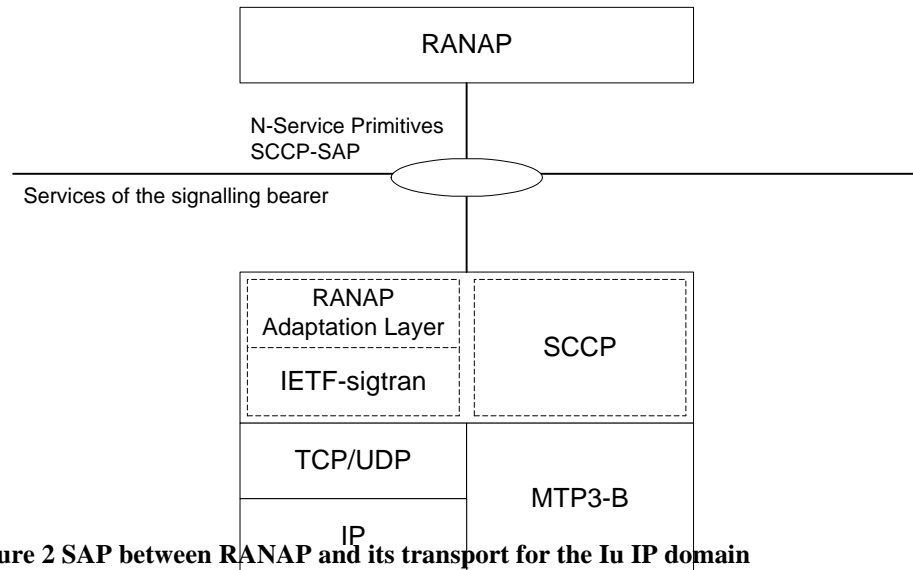 RANAP
N-Service Primitives
SCCP-SAP
Services of the signalling bearer
RANAP
Adaptation Layer
IETF-sigtran
SCCP
TCP/UDP
MTP3-B
IP
ure 2 SAP between RANAP and its transport for the Iu IP domain